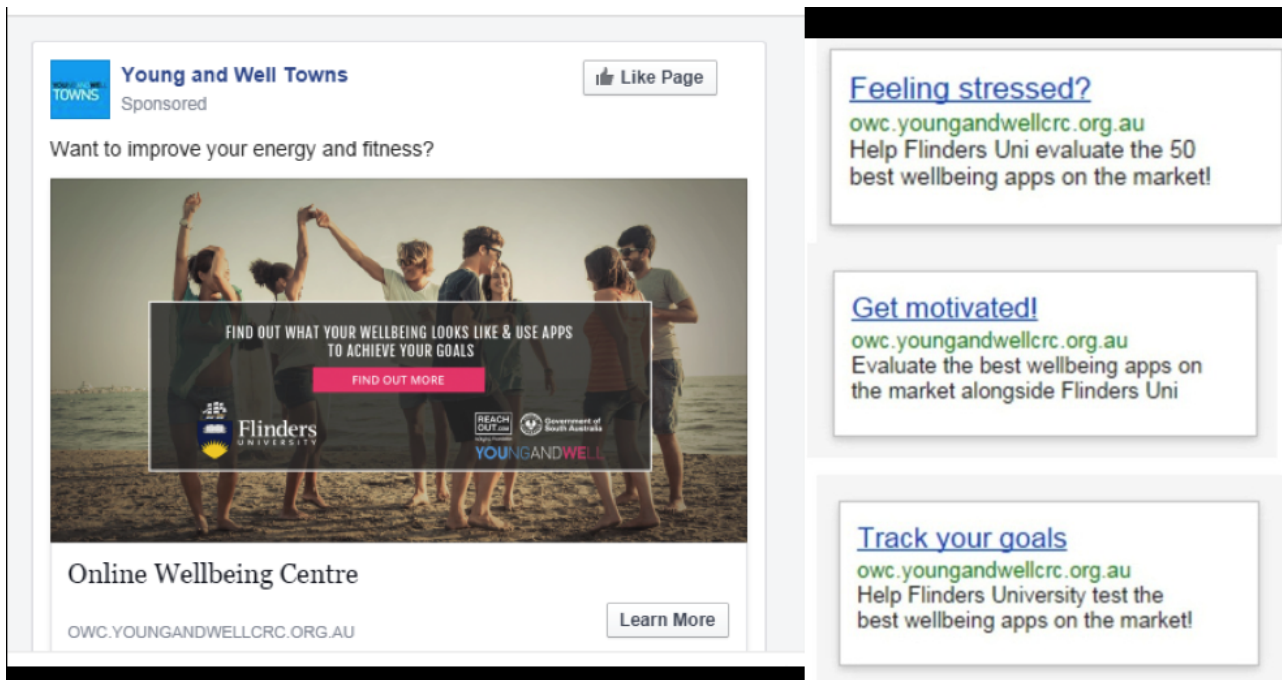 YOUNGANDWELL
TOWNS
Young and Well Towns
Sponsored
Like Page
Want to improve your energy and fitness?
FIND OUT WHAT YOUR WELLBEING LOOKS LIKE & USE APPS
TO ACHIEVE YOUR GOALS
FIND OUT MORE
Flinders
UNIVERSITY
REACH
OUT.com
Government of
South Australia
YOUNGANDWELL
Online Wellbeing Centre
OWC.YOUNGANDWELLCRC.ORG.AU
Learn More
Feeling stressed?
owc.youngandwellcrc.org.au
Help Flinders Uni evaluate the 50
best wellbeing apps on the market!
Get motivated!
owc.youngandwellcrc.org.au
Evaluate the best wellbeing apps on
the market alongside Flinders Uni
Track your goals
owc.youngandwellcrc.org.au
Help Flinders University test the
best wellbeing apps on the market!